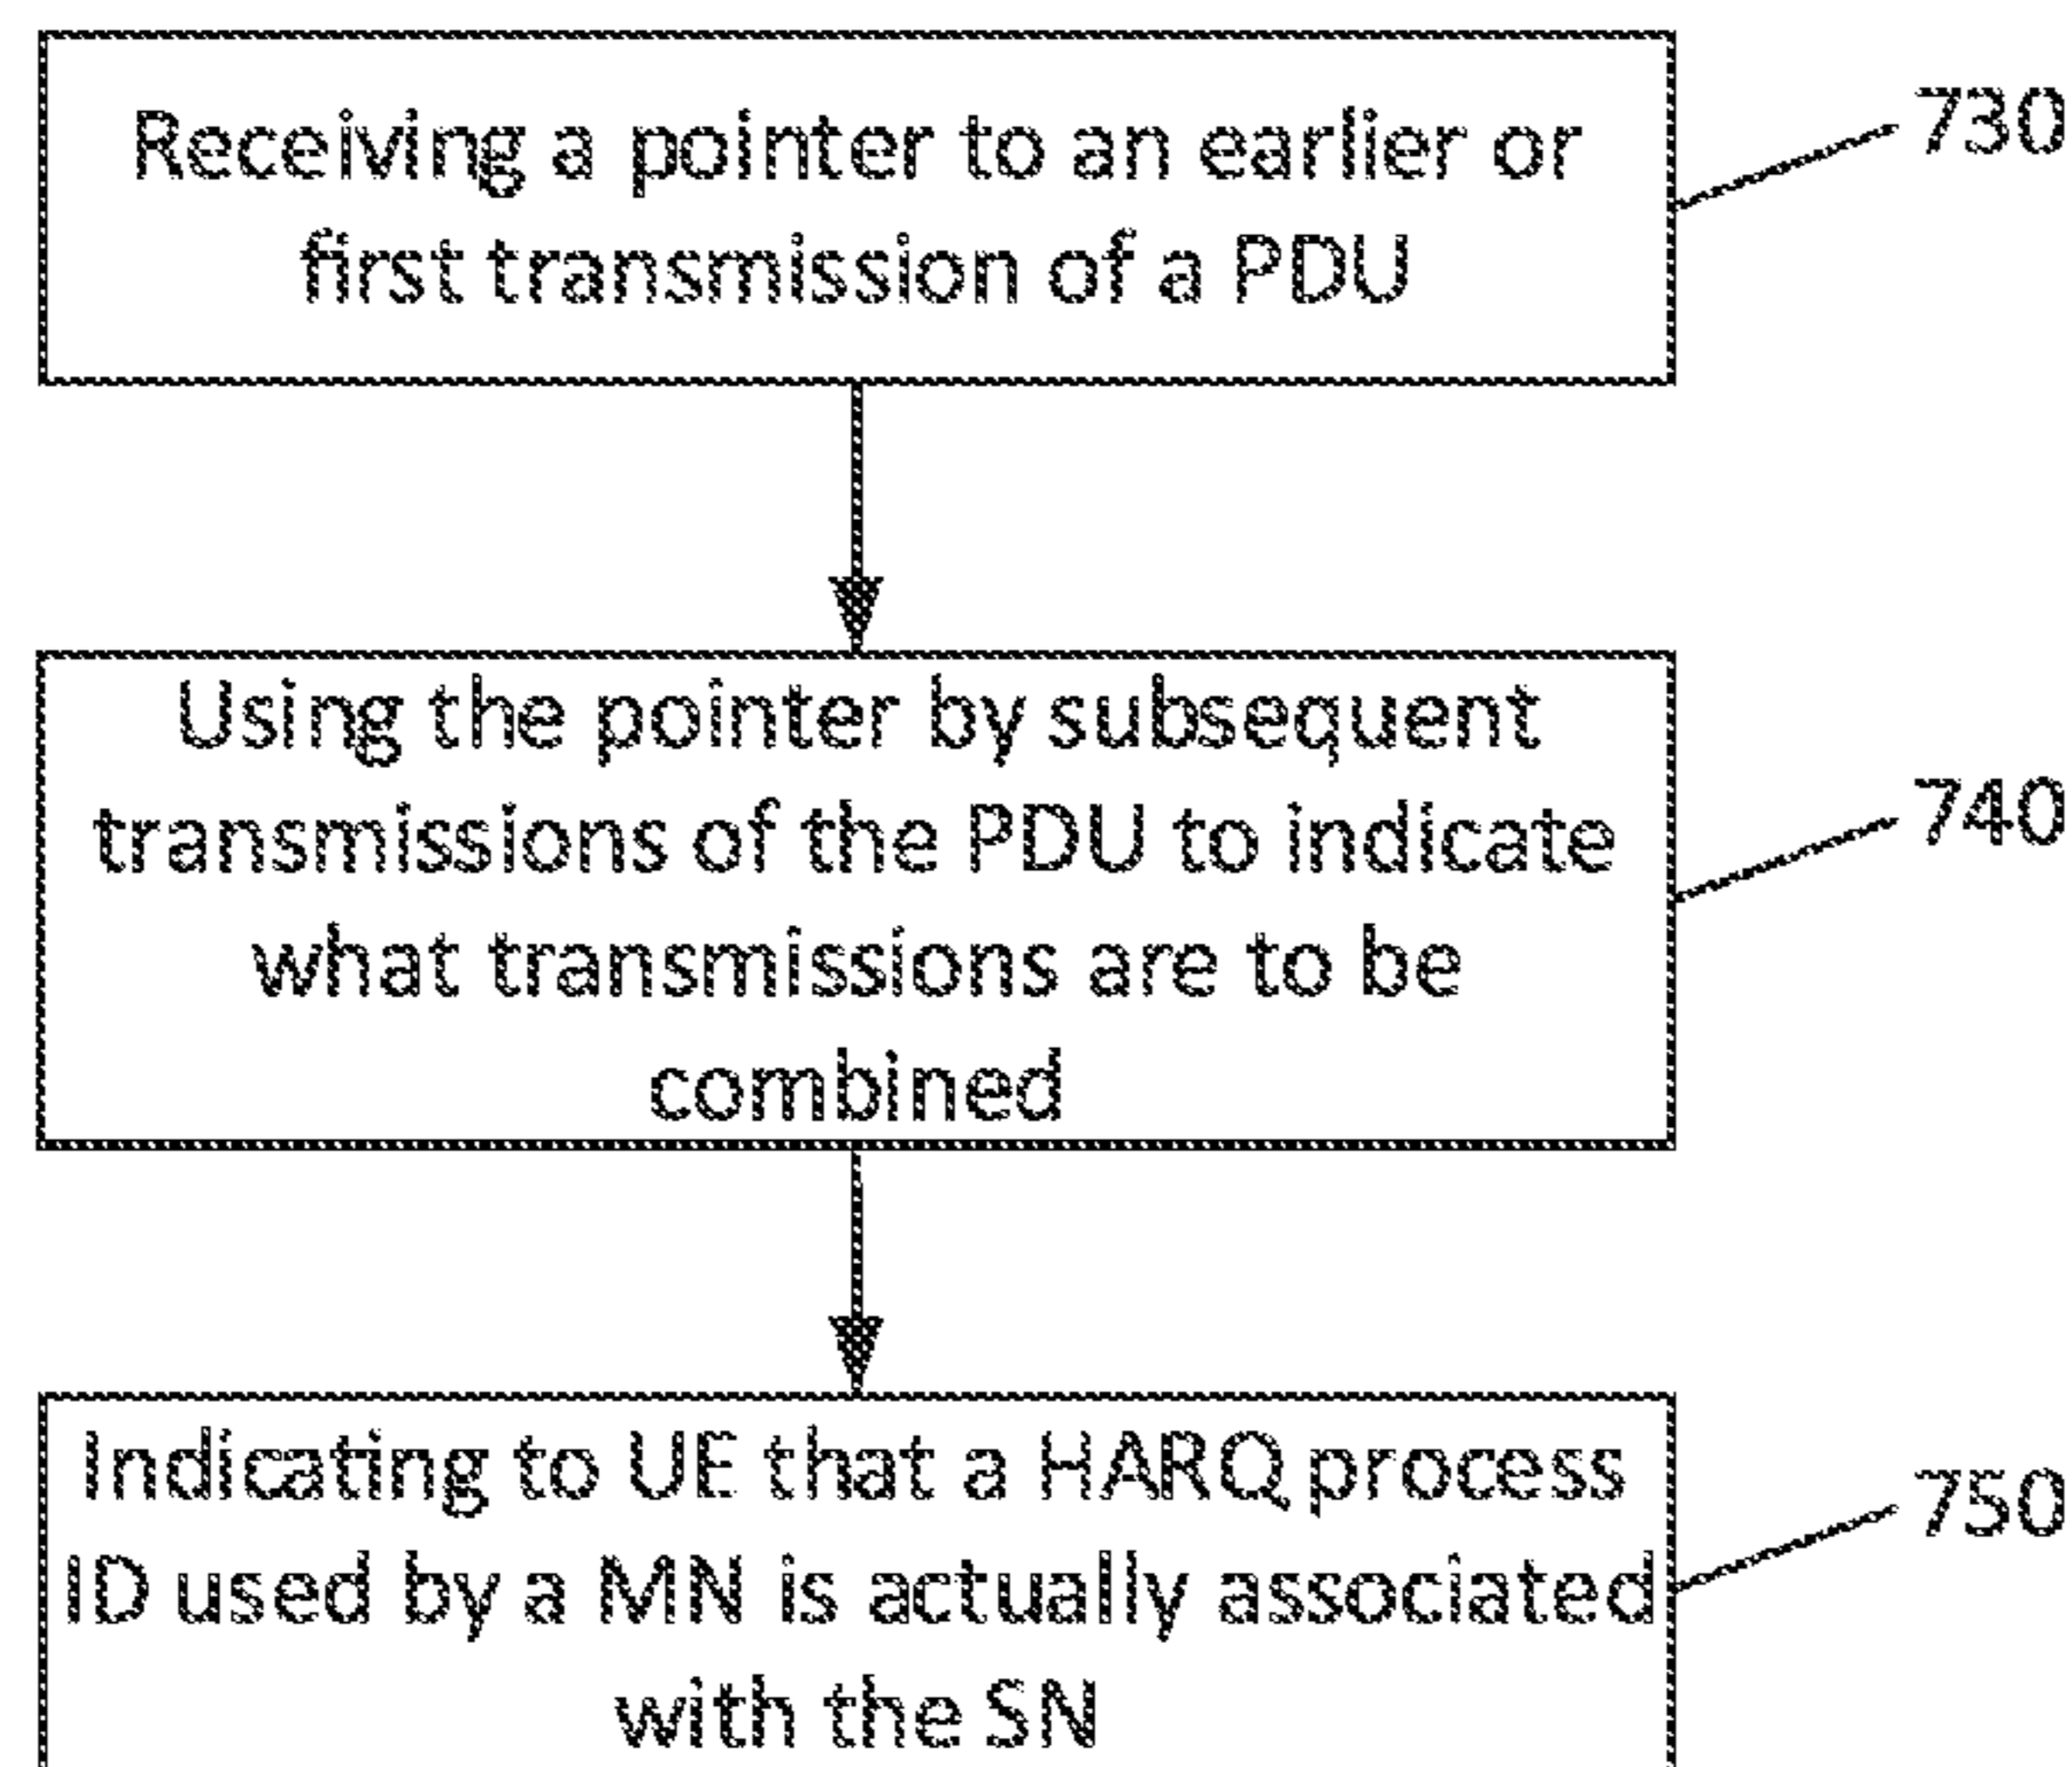 Receiving a pointer to an earlier or
first transmission of a PDU
730
Using the pointer by subsequent
transmissions of the PDU to indicate
what transmissions are to be
combined
740
Indicating to UE that a HARQ process
ID used by a MN is actually associated
with the SN
750